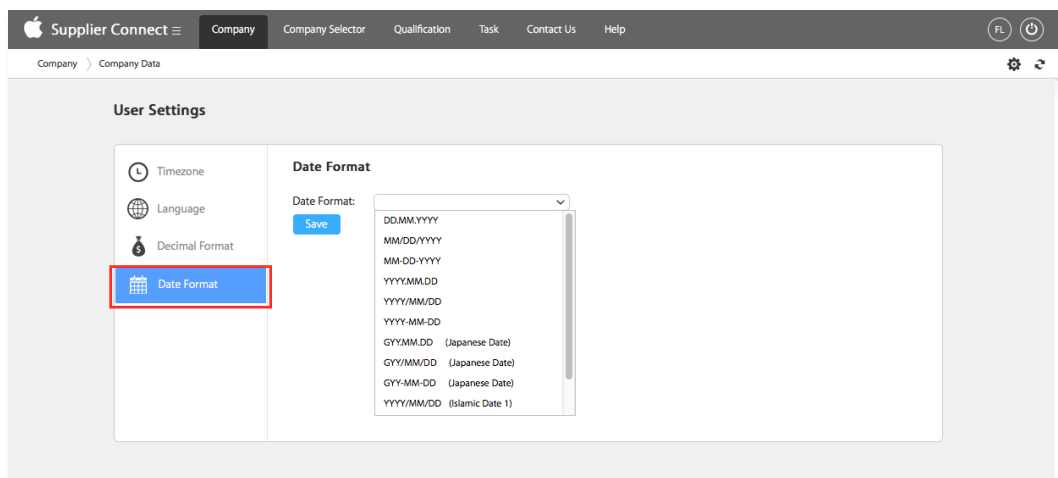 Supplier Connect Company Company Selector Qualification Task Contact Us Help FL
Company Company Data
User Settings
Timezone
Language
Decimal Format
Date Format
Date Format
Date Format:
Save
DD.MM.YYYY
MM/DD/YYYY
MM-DD-YYYY
YYYY.MM.DD
YYYY/MM/DD
YYYY-MM-DD
GYY.MM.DD (Japanese Date)
GYY/MM/DD (Japanese Date)
GYY-MM-DD (Japanese Date)
YYYY/MM/DD (Islamic Date 1)